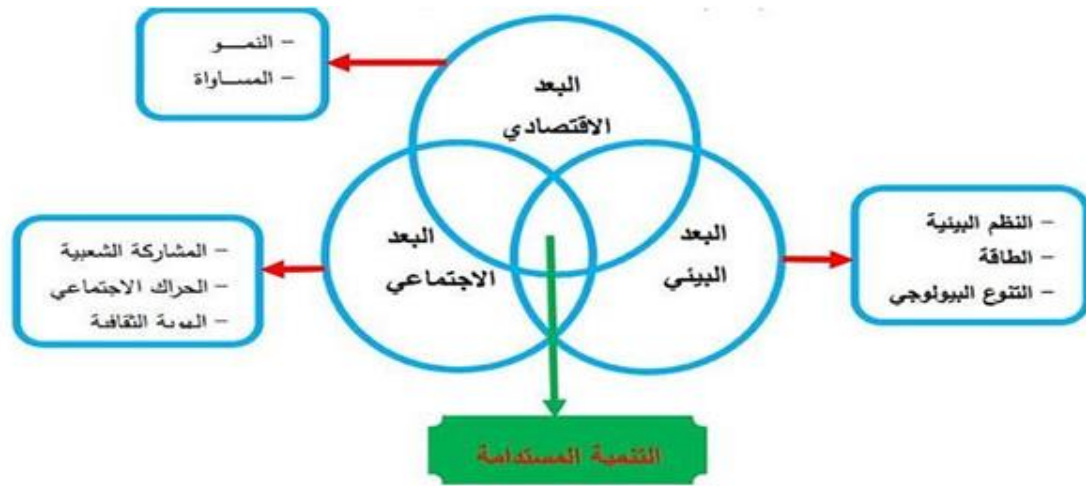 – النمـــو
– المســـاواة
البعد
الاقتصادي
البعد
الاجتماعي
البعد
البيئي
– المشاركة الشعبية
– الحراك الاجتماعي
– الهوية الثقافية
– النظم البيئية
– الطاقة
– التنوع البيولوجي
التنمية المستدامة